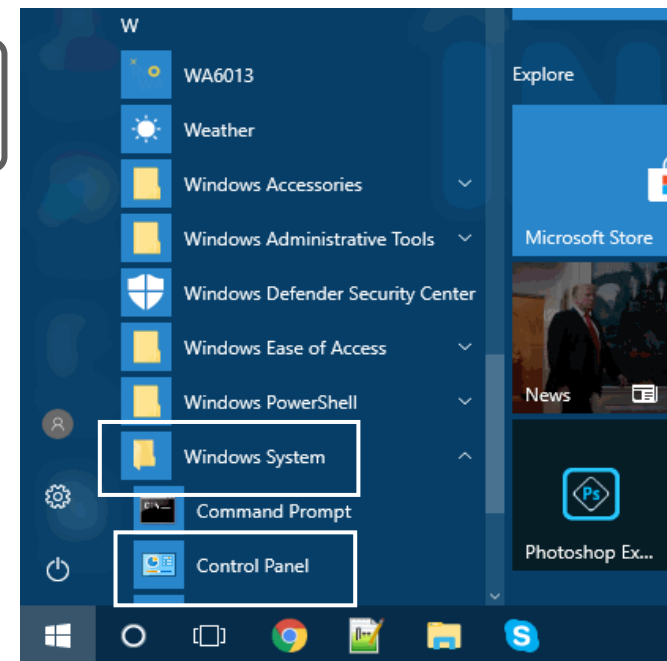 W
WA6013
Weather
Windows Accessories
Windows Administrative Tools
Windows Defender Security Center
Windows Ease of Access
Windows PowerShell
Windows System
Command Prompt
Control Panel
Explore
Microsoft Store
News
Ps
Photoshop Ex...